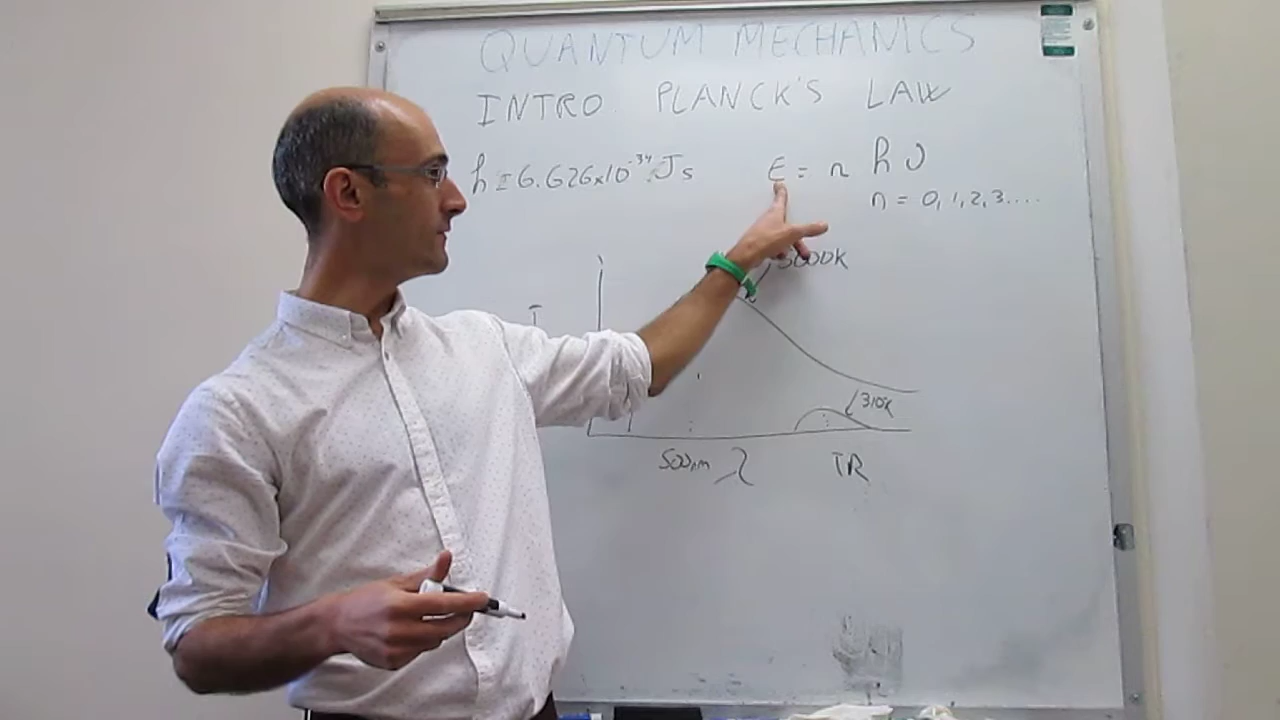 QUANTUM MECHANICS
INTRO PLANCK'S LAW
h = 6.626x10⁻³⁴ Js
E = n h υ
n = 0, 1, 2, 3....
5000k
I
310K
500nm λ IR